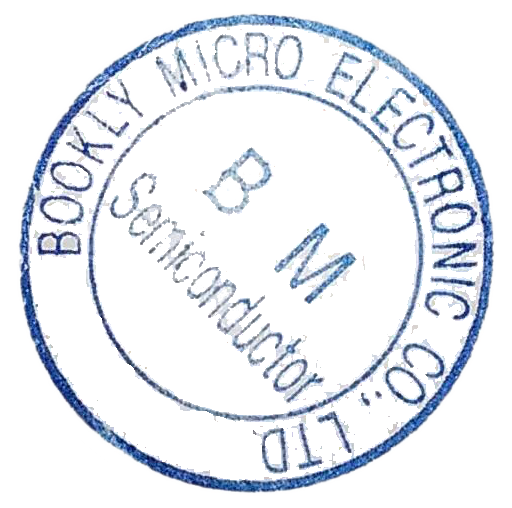 BOOKLY MICRO ELECTRONIC CO., LTD
B M
Semiconductor